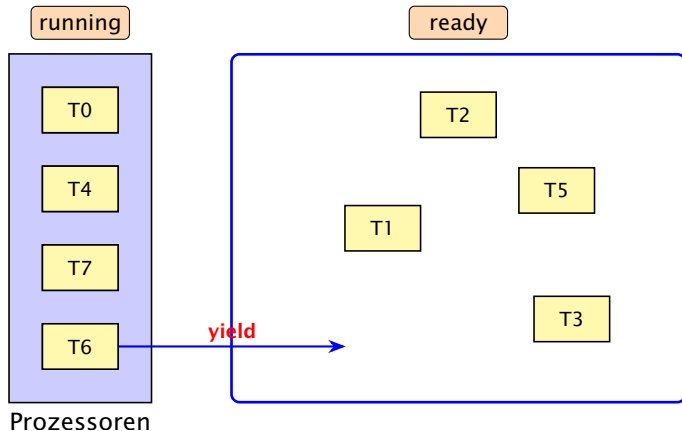 running
ready
T0
T4
T7
T6
yield
T2
T5
T1
T3
Prozessoren